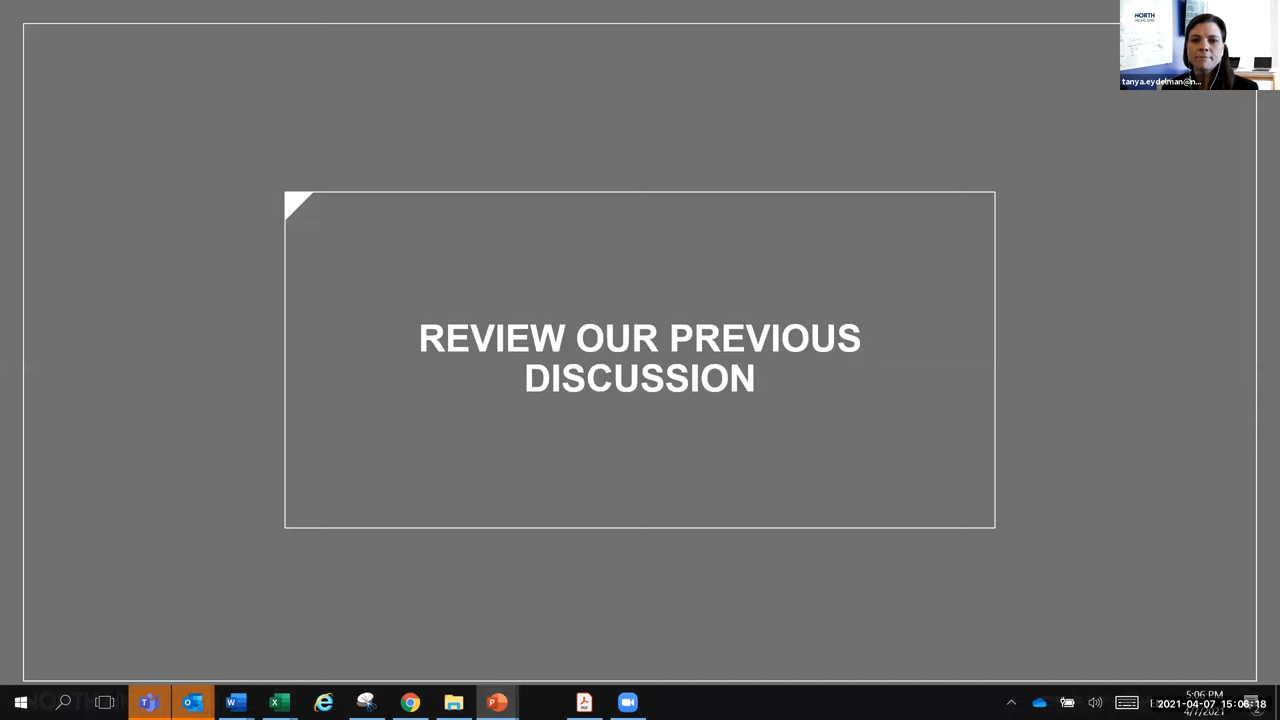 NORTH
HIGHLAND
tanya.eydelman@n...
REVIEW OUR PREVIOUS
DISCUSSION
5:06 PM
2021-04-07 15:06:18
4/7/2021